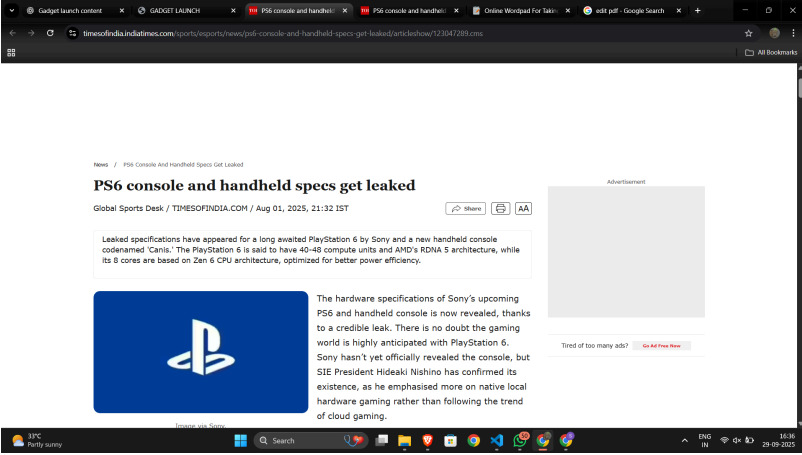 Gadget launch content
GADGET LAUNCH
PS6 console and handheld
PS6 console and handheld
Online Wordpad For Takin
edit pdf - Google Search
timesofindia.indiatimes.com/sports/esports/news/ps6-console-and-handheld-specs-get-leaked/articleshow/123047289.cms
All Bookmarks
News / PS6 Console And Handheld Specs Get Leaked
PS6 console and handheld specs get leaked
Global Sports Desk / TIMESOFINDIA.COM / Aug 01, 2025, 21:32 IST
Share
AA
Leaked specifications have appeared for a long awaited PlayStation 6 by Sony and a new handheld console
codenamed 'Canis.' The PlayStation 6 is said to have 40-48 compute units and AMD's RDNA 5 architecture, while
its 8 cores are based on Zen 6 CPU architecture, optimized for better power efficiency.
The hardware specifications of Sony's upcoming
PS6 and handheld console is now revealed, thanks
to a credible leak. There is no doubt the gaming
world is highly anticipated with PlayStation 6.
Sony hasn't yet officially revealed the console, but
SIE President Hideaki Nishino has confirmed its
existence, as he emphasised more on native local
hardware gaming rather than following the trend
of cloud gaming.
Image via Sony.
Advertisement
Tired of too many ads?
Go Ad Free Now
33°C
Partly sunny
Search
ENG
IN
16:36
29-09-2025